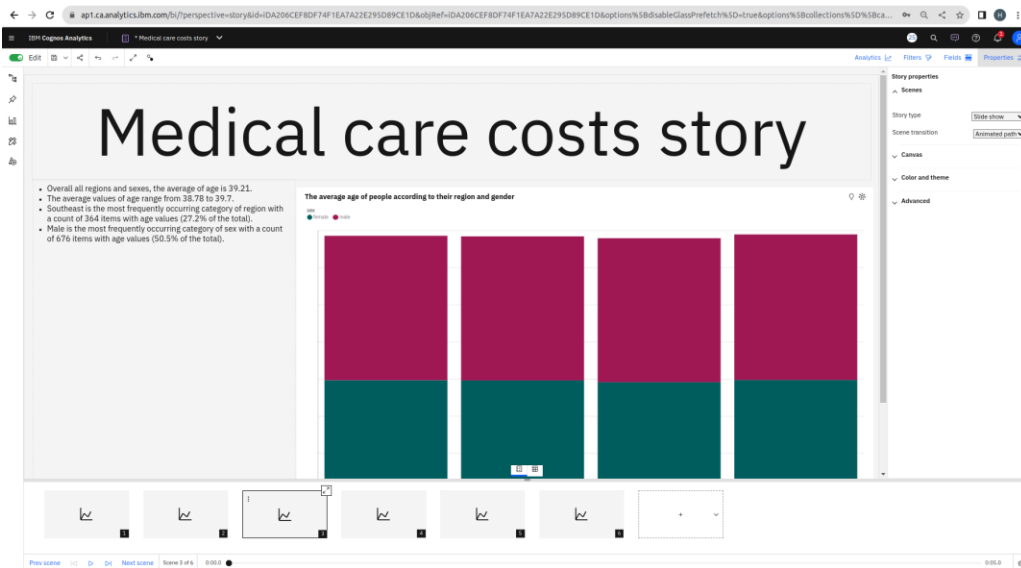 ap1.ca.analytics.ibm.com/bi/?perspective=story&id=iDA206CEF8DF74F1EA7A22E295D89CE1D&objRef=iDA206CEF8DF74F1EA7A22E295D89CE1D&options%5BdisableGlassPrefetch%5D=true&options%5Bcollections%5D%5Bca...
H
IBM Cognos Analytics
* Medical care costs story
Edit
Analytics
Filters
Fields
Properties
Medical care costs story
• Overall all regions and sexes, the average of age is 39.21.
• The average values of age range from 38.78 to 39.7.
• Southeast is the most frequently occurring category of region with
a count of 364 items with age values (27.2% of the total).
• Male is the most frequently occurring category of sex with a count
of 676 items with age values (50.5% of the total).
The average age of people according to their region and gender
sex
female
male
Story properties
Scenes
Story type
Slide show
Scene transition
Animated path
Canvas
Color and theme
Advanced
1
2
3
4
5
6
+
Prev scene
Next scene
Scene 3 of 6
0:00.0
0:05.0